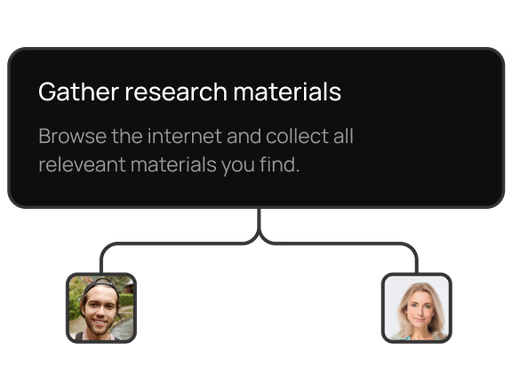 Gather research materials
Browse the internet and collect all
releveant materials you find.